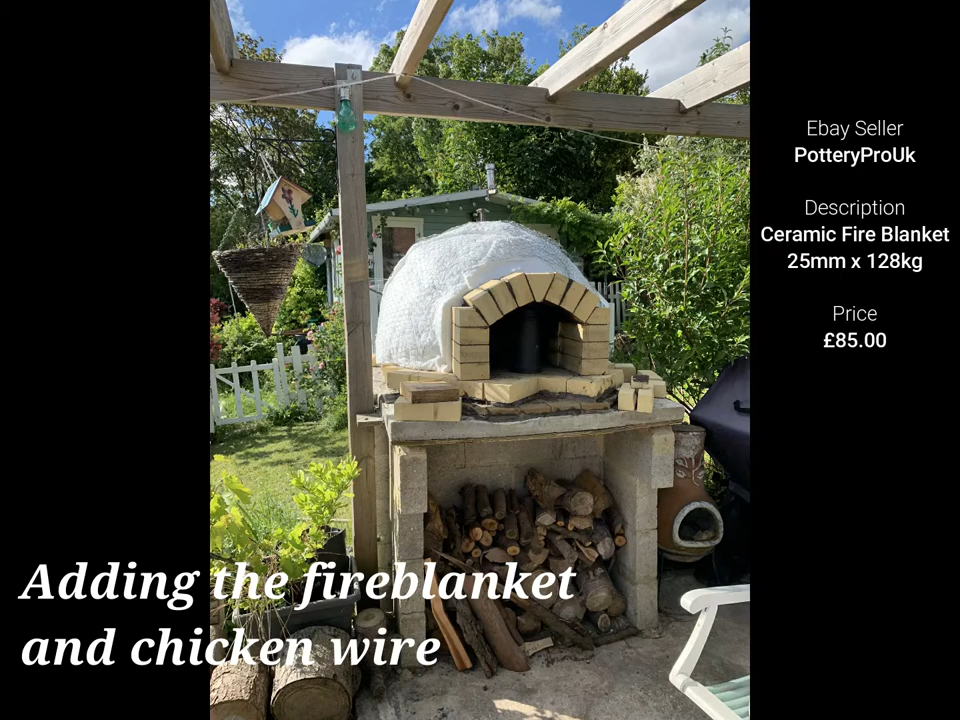 Ebay Seller
PotteryProUk
Description
Ceramic Fire Blanket
25mm x 128kg
Price
£85.00
Adding the fireblanket
and chicken wire